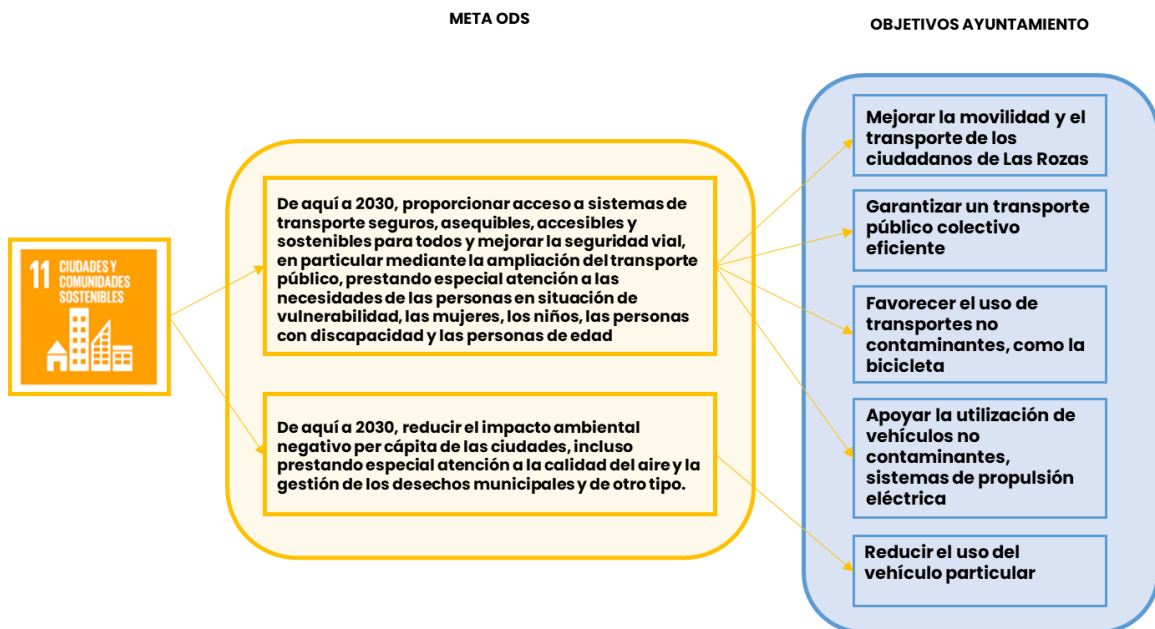 META ODS
OBJETIVOS AYUNTAMIENTO
11 CIUDADES Y
COMUNIDADES
SOSTENIBLES
De aquí a 2030, proporcionar acceso a sistemas de
transporte seguros, asequibles, accesibles y
sostenibles para todos y mejorar la seguridad vial,
en particular mediante la ampliación del transporte
público, prestando especial atención a las
necesidades de las personas en situación de
vulnerabilidad, las mujeres, los niños, las personas
con discapacidad y las personas de edad
De aquí a 2030, reducir el impacto ambiental
negativo per cápita de las ciudades, incluso
prestando especial atención a la calidad del aire y la
gestión de los desechos municipales y de otro tipo.
Mejorar la movilidad y el
transporte de los
ciudadanos de Las Rozas
Garantizar un transporte
público colectivo
eficiente
Favorecer el uso de
transportes no
contaminantes, como la
bicicleta
Apoyar la utilización de
vehículos no
contaminantes,
sistemas de propulsión
eléctrica
Reducir el uso del
vehículo particular